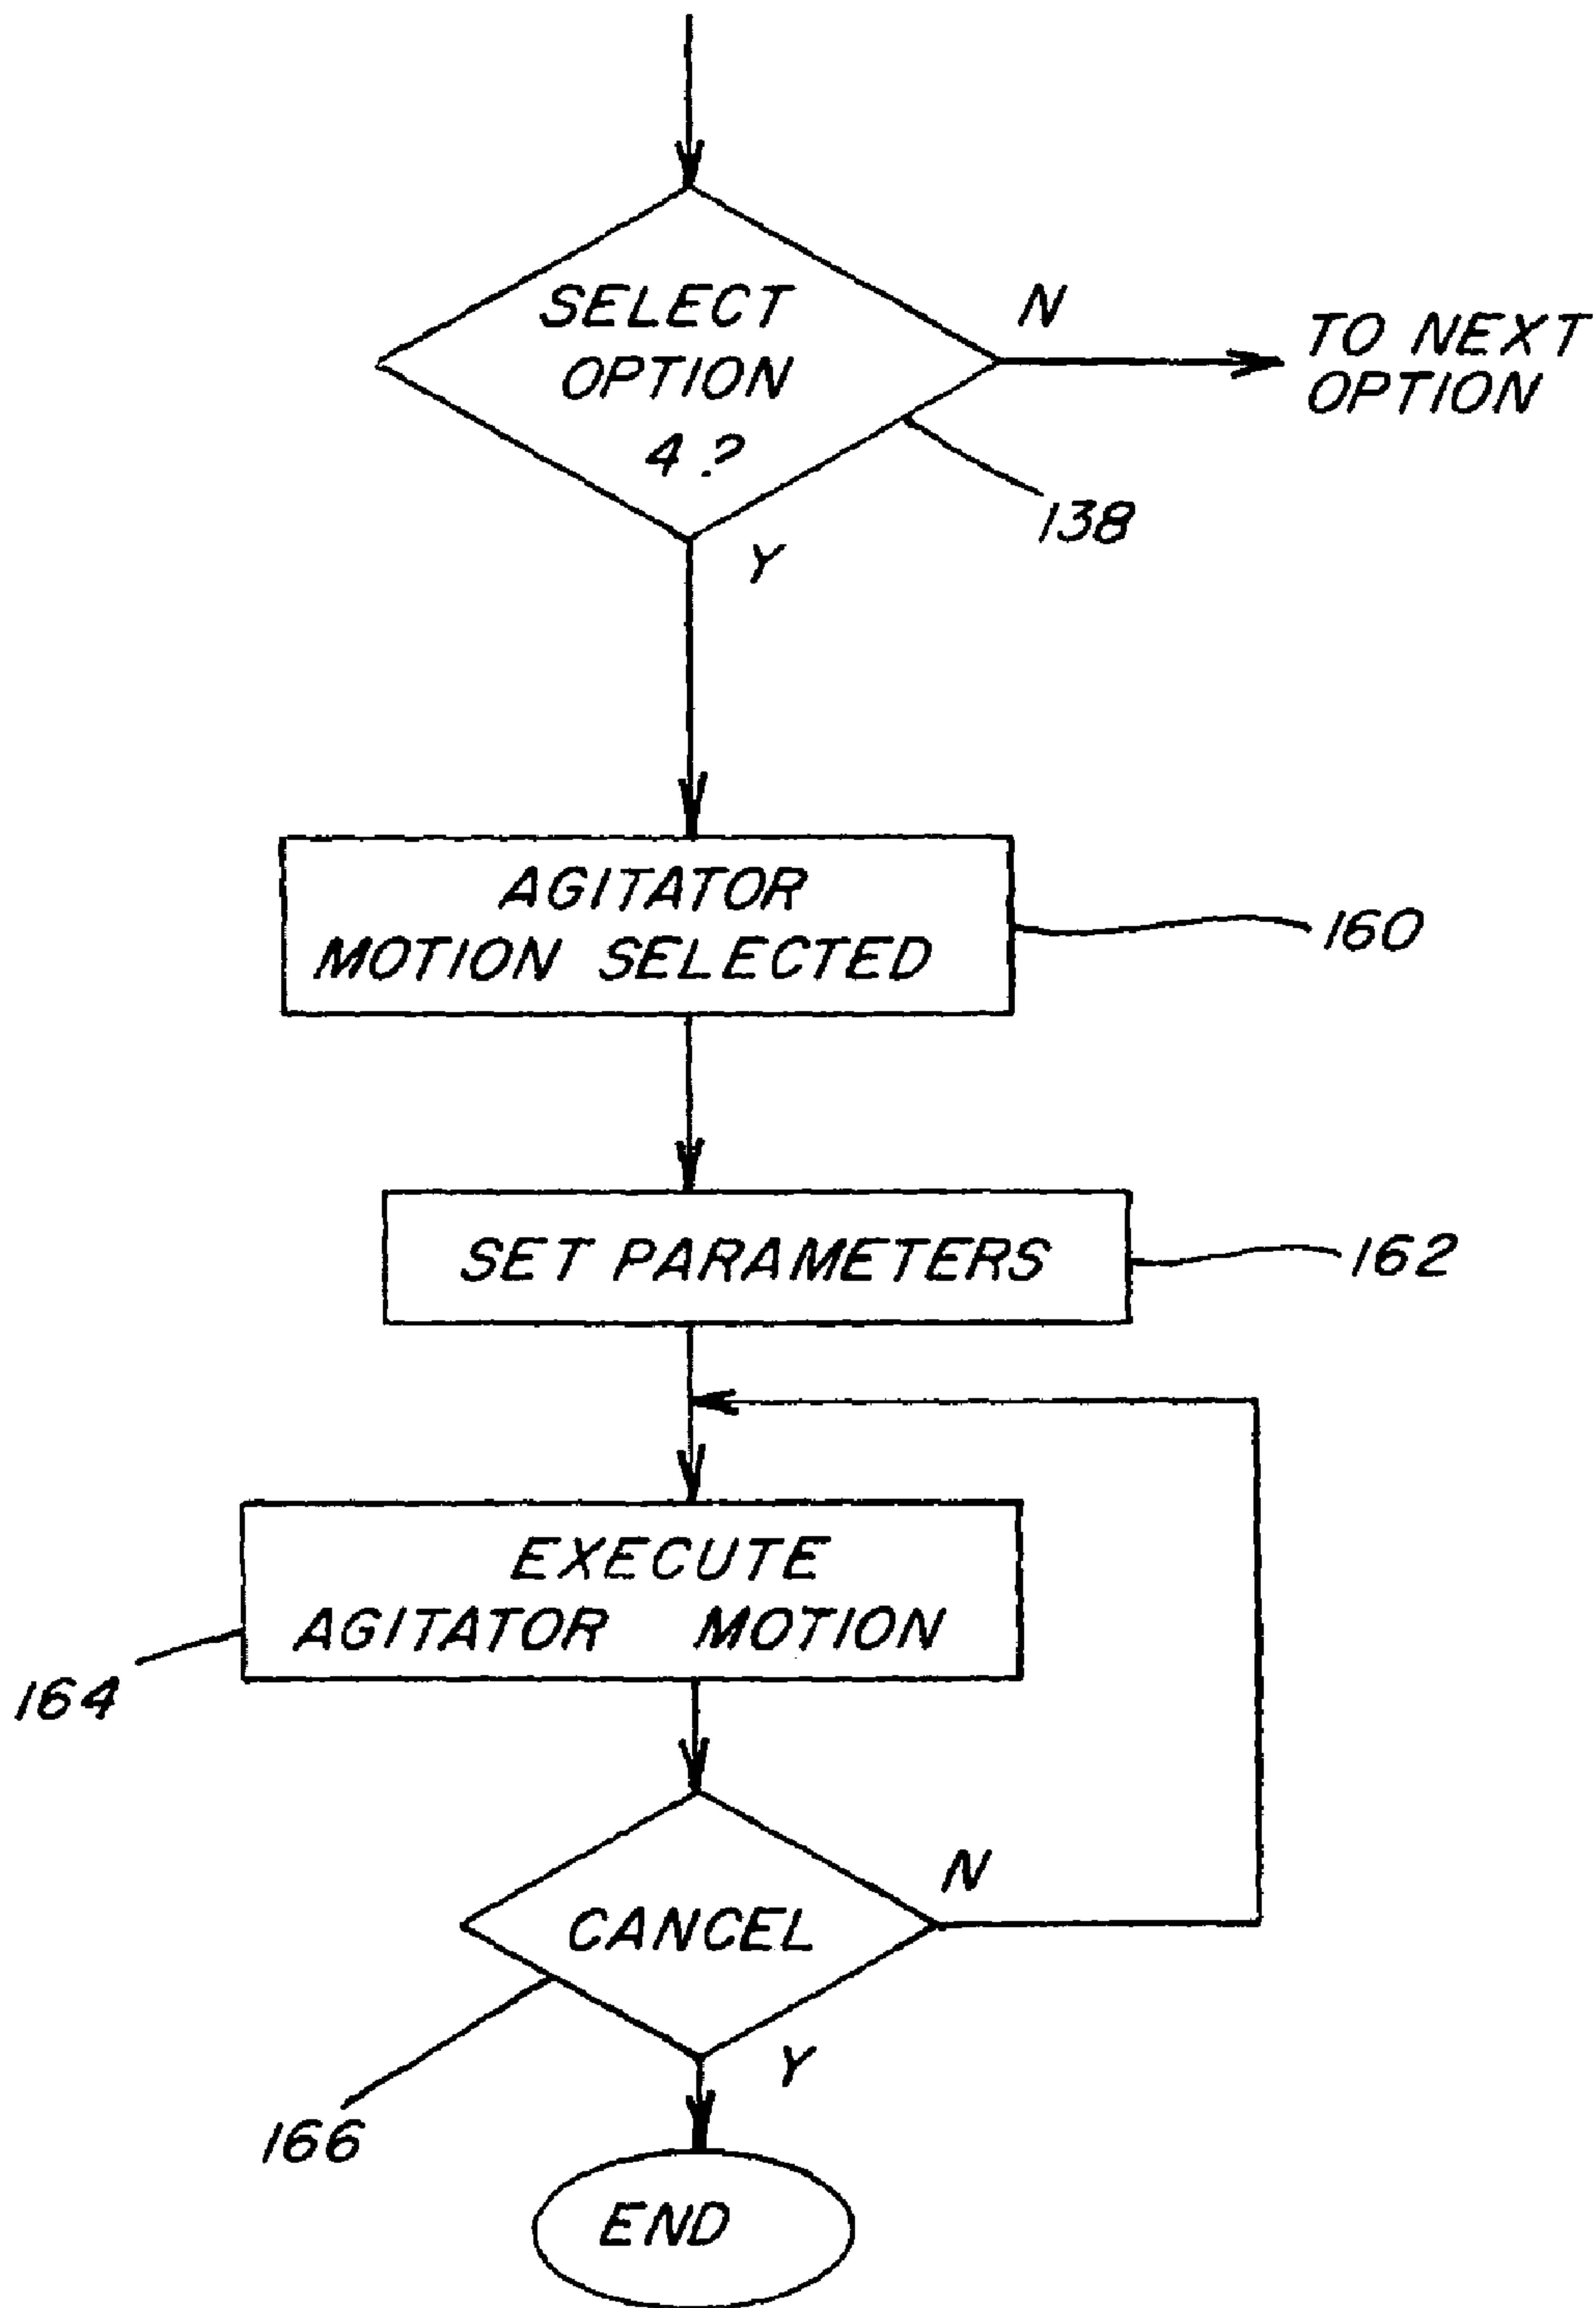 SELECT
OPTION
4?
N
TO NEXT
OPTION
138
Y
AGITATOR
MOTION SELECTED
160
SET PARAMETERS
162
EXECUTE
AGITATOR MOTION
164
N
CANCEL
Y
166
END